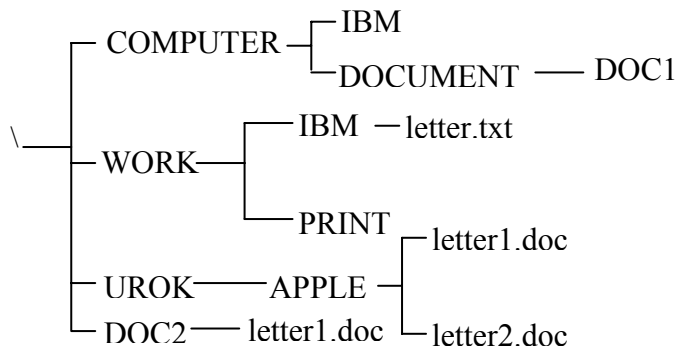 IBM
COMPUTER
DOCUMENT DOC1
\
IBM letter.txt
WORK
PRINT
letter1.doc
UROK APPLE
DOC2 letter1.doc letter2.doc